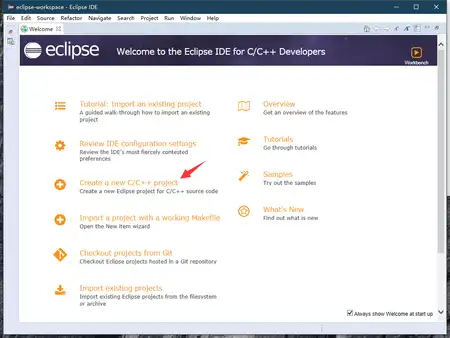 eclipse-workspace - Eclipse IDE
File Edit Source Refactor Navigate Search Project Run Window Help
Welcome
eclipse
Welcome to the Eclipse IDE for C/C++ Developers
Workbench
Tutorial: Import an existing project
A guided walk-through how to import an existing
project
Review IDE configuration settings
Review the IDE's most fiercely contested
preferences
Create a new C/C++ project
Create a new Eclipse project for C/C++ source code
Import a project with a working Makefile
Open the New item wizard
Checkout projects from Git
Checkout Eclipse projects hosted in a Git repository
Import existing projects
Import existing Eclipse projects from the filesystem
or archive
Overview
Get an overview of the features
Tutorials
Go through tutorials
Samples
Try out the samples
What's New
Find out what is new
Always show Welcome at start up